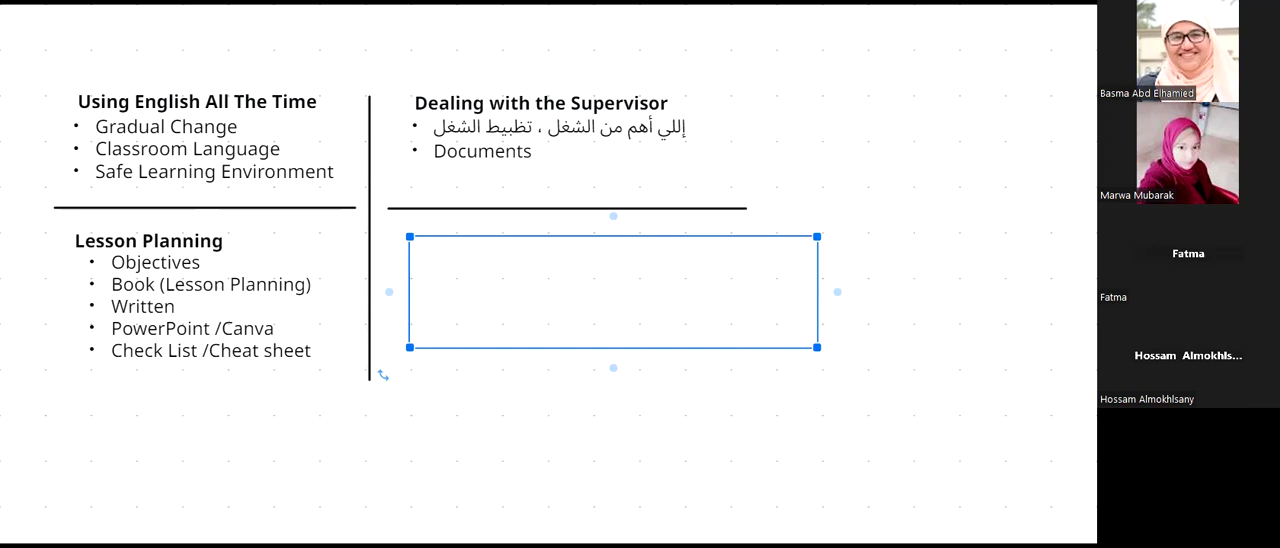 Using English All The Time
• Gradual Change
• Classroom Language
• Safe Learning Environment
Dealing with the Supervisor
• إللي أهم من الشغل ، تظبيط الشغل
• Documents
Lesson Planning
• Objectives
• Book (Lesson Planning)
• Written
• PowerPoint /Canva
• Check List /Cheat sheet
Basma Abd Elhamied
Marwa Mubarak
Fatma
Fatma
Hossam Almokhls...
Hossam Almokhlsany